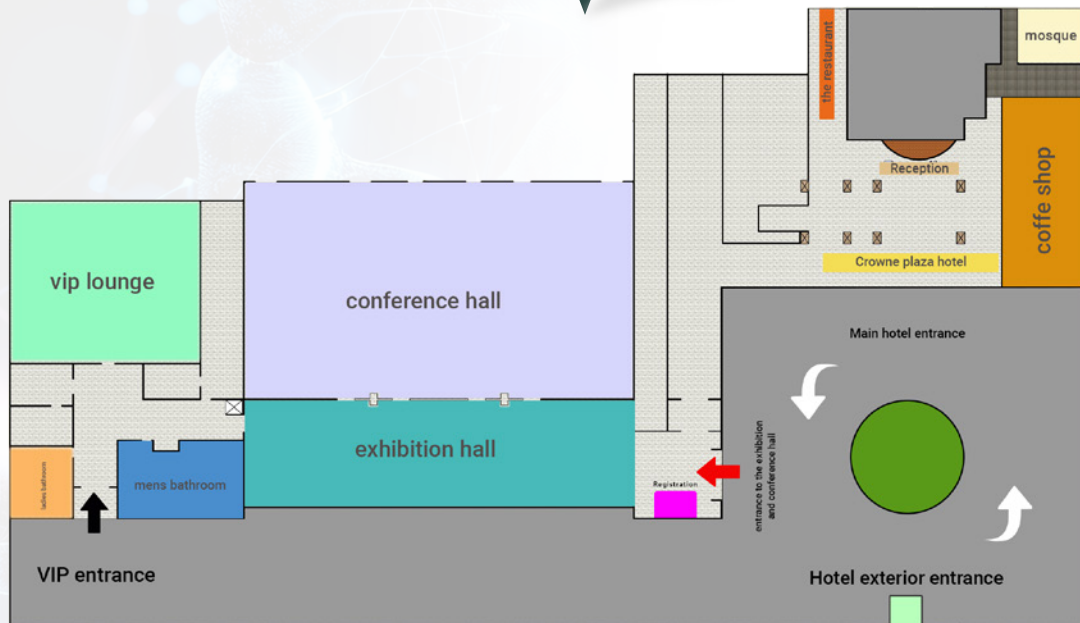 the restaurant
mosque
Reception
coffe shop
Crowne plaza hotel
vip lounge
conference hall
Main hotel entrance
exhibition hall
entrance to the exhibition
and conference hall
ladies bathroom
mens bathroom
Registration
VIP entrance
Hotel exterior entrance